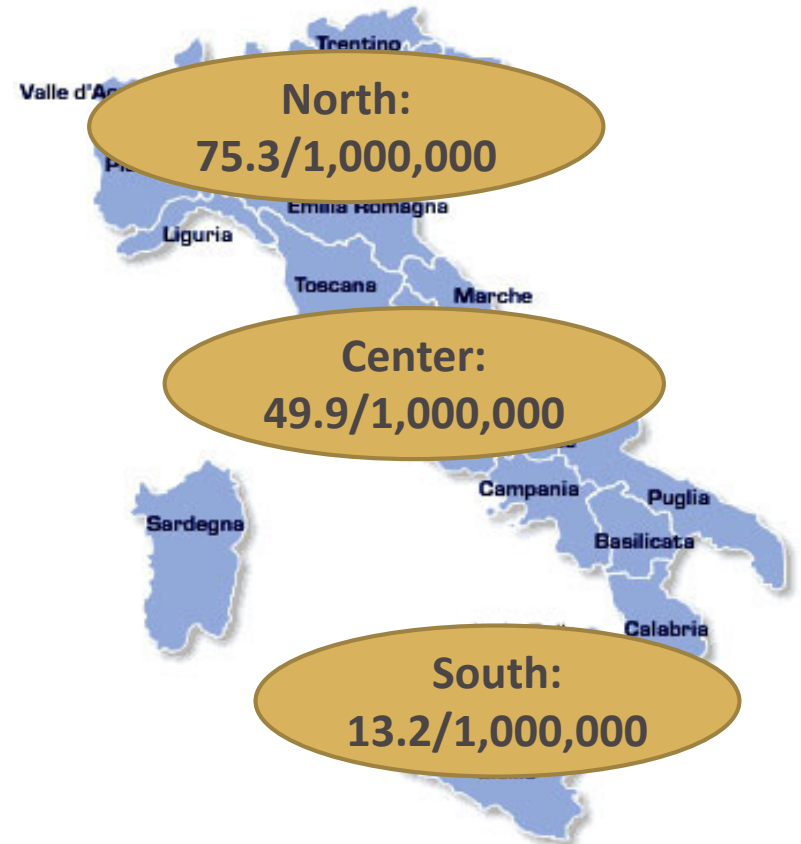 Trentino
Valle d'A
North:
75.3/1,000,000
Emilia Romagna
Liguria
Toscana
Marche
Center:
49.9/1,000,000
Campania
Puglia
Sardegna
Basilicata
Calabria
South:
13.2/1,000,000